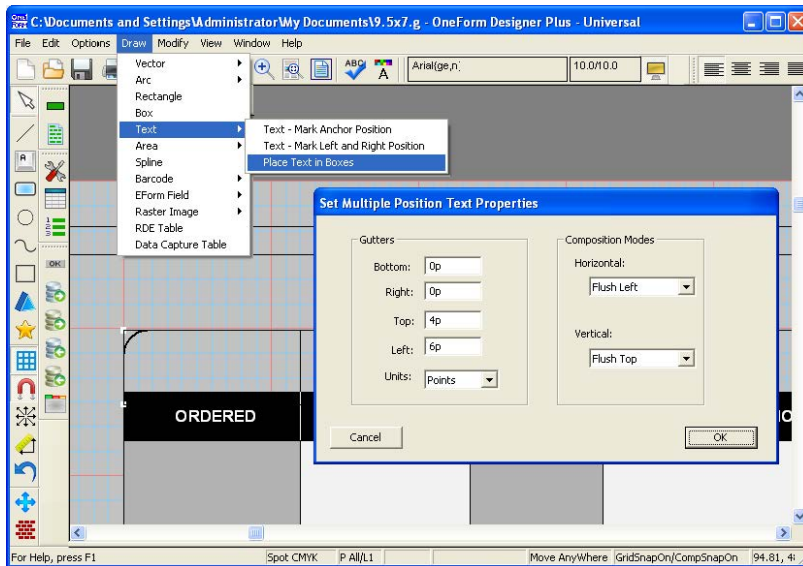 C:\Documents and Settings\Administrator\My Documents\9.5x7.g - OneForm Designer Plus - Universal
File Edit Options Draw Modify View Window Help
Arial(ge,n; 10.0/10.0
Vector
Arc
Rectangle
Box
Text
Area
Spline
Barcode
EForm Field
Raster Image
RDE Table
Data Capture Table
Text - Mark Anchor Position
Text - Mark Left and Right Position
Place Text in Boxes
Set Multiple Position Text Properties
Gutters
Bottom: 0p
Right: 0p
Top: 4p
Left: 6p
Units: Points
Composition Modes
Horizontal:
Flush Left
Vertical:
Flush Top
Cancel OK
ORDERED
For Help, press F1 Spot CMYK P All/L1 Move AnyWhere GridSnapOn/CompSnapOn 94.81,